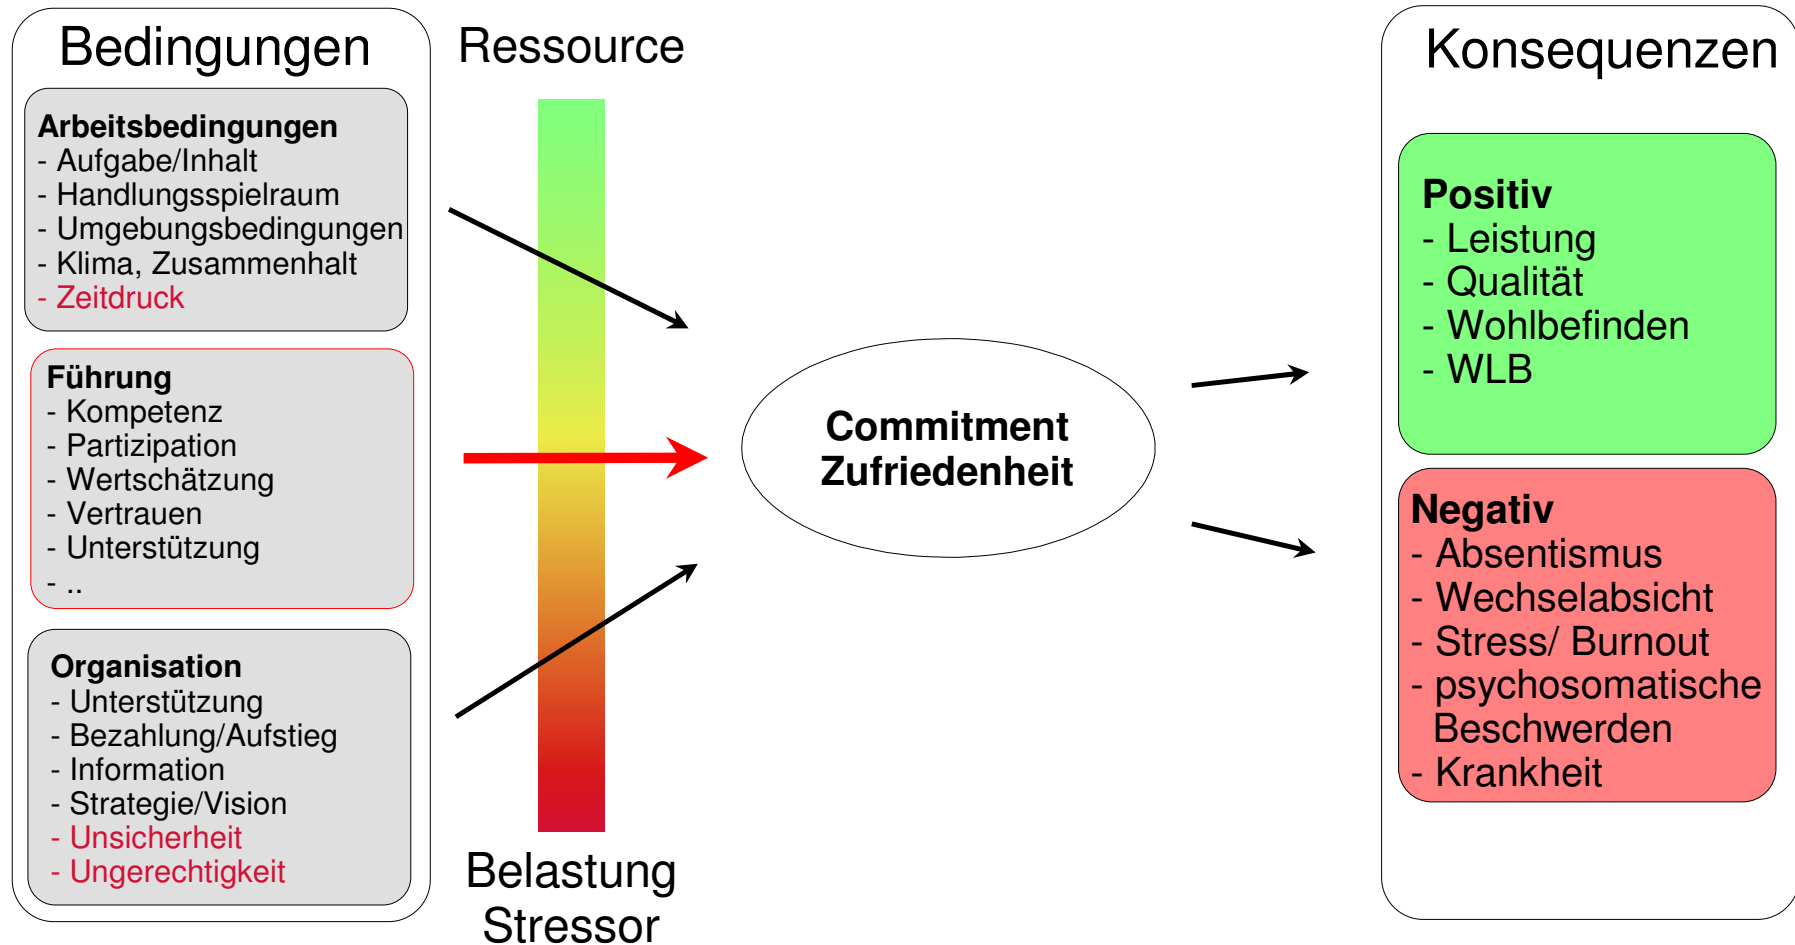 Bedingungen
Arbeitsbedingungen
- Aufgabe/Inhalt
- Handlungsspielraum
- Umgebungsbedingungen
- Klima, Zusammenhalt
- Zeitdruck
Führung
- Kompetenz
- Partizipation
- Wertschätzung
- Vertrauen
- Unterstützung
- ..
Organisation
- Unterstützung
- Bezahlung/Aufstieg
- Information
- Strategie/Vision
- Unsicherheit
- Ungerechtigkeit
Ressource
Belastung
Stressor
Commitment
Zufriedenheit
Konsequenzen
Positiv
- Leistung
- Qualität
- Wohlbefinden
- WLB
Negativ
- Absentismus
- Wechselabsicht
- Stress/ Burnout
- psychosomatische
Beschwerden
- Krankheit